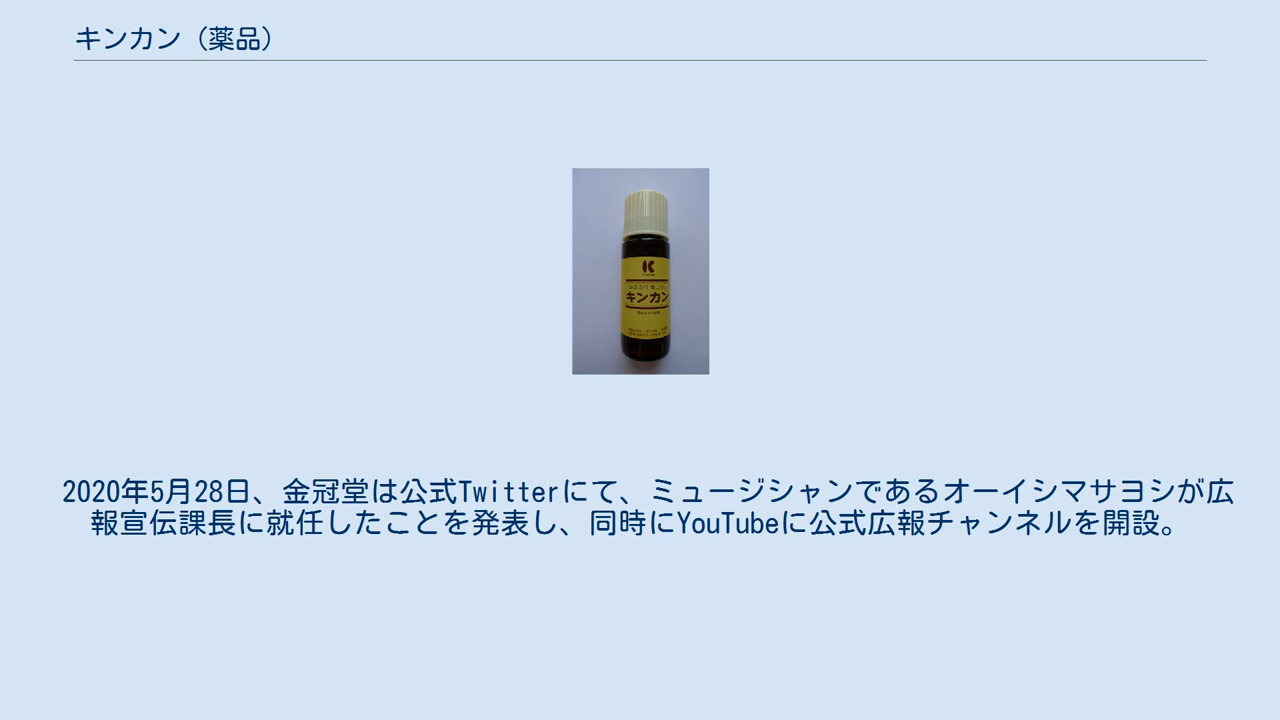 キンカン（薬品）
K
キンカン
2020年5月28日、金冠堂は公式Twitterにて、ミュージシャンであるオーイシマサヨシが広
報宣伝課長に就任したことを発表し、同時にYouTubeに公式広報チャンネルを開設。